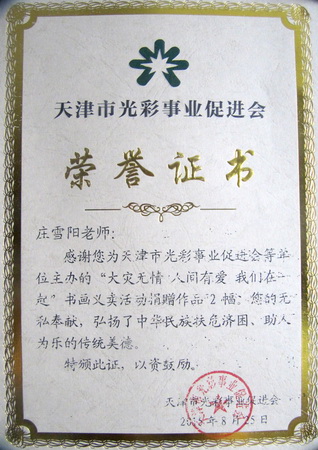 天津市光彩事业促进会
荣誉证书
庄雪阳老师：
感谢您为天津市光彩事业促进会等单
位主办的“大灾无情 人间有爱 我们在一
起”书画义卖活动捐赠作品 2 幅；您的无
私奉献，弘扬了中华民族扶危济困、助人
为乐的传统美德。
特颁此证，以资鼓励。
天津市光彩事业促进会
8月25日